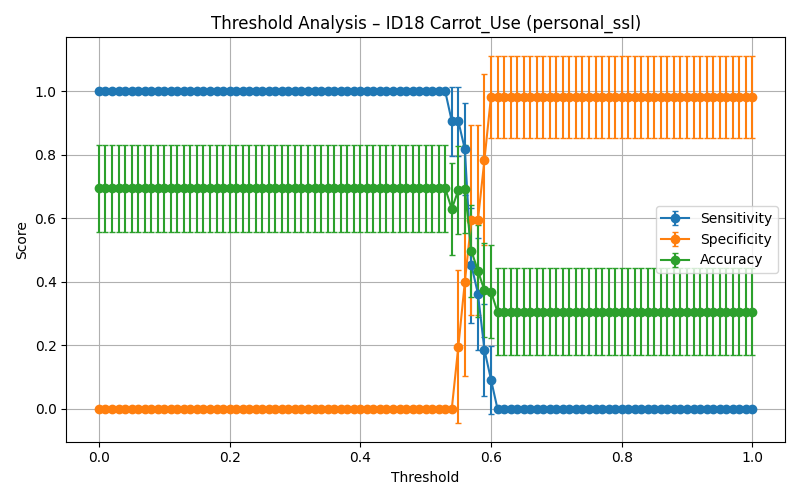 Threshold Analysis – ID18 Carrot_Use (personal_ssl)
Score
1.0
0.8
0.6
0.4
0.2
0.0
Sensitivity
Specificity
Accuracy
0.0 0.2 0.4 0.6 0.8 1.0
Threshold